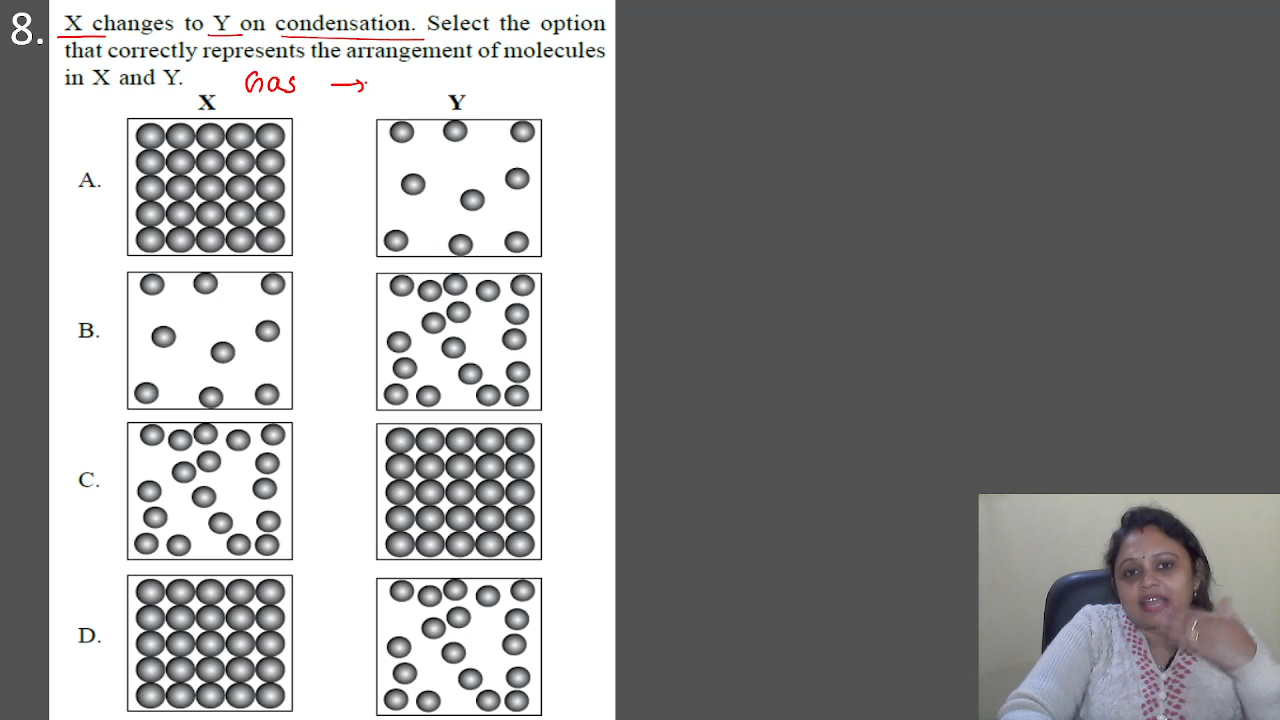 8.
X changes to Y on condensation. Select the option
that correctly represents the arrangement of molecules
in X and Y.
Gas →
X Y
A.
B.
C.
D.